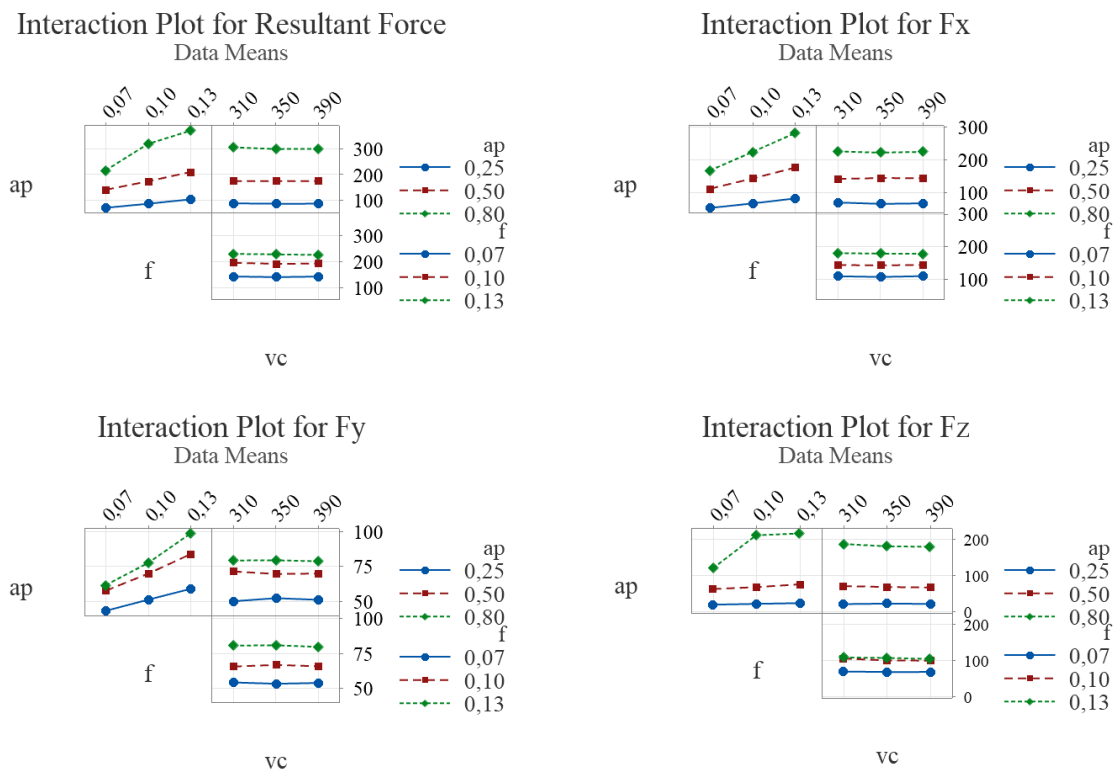 Interaction Plot for Resultant Force
Data Means
0,07 0,10 0,13 310 350 390
ap
300
200
100
ap
0,25
0,50
0,80
f
300
200
100
f
0,07
0,10
0,13
vc
Interaction Plot for Fx
Data Means
0,07 0,10 0,13 310 350 390
ap
300
200
100
ap
0,25
0,50
0,80
f
300
200
100
f
0,07
0,10
0,13
vc
Interaction Plot for Fy
Data Means
0,07 0,10 0,13 310 350 390
ap
100
75
50
ap
0,25
0,50
0,80
f
100
75
50
f
0,07
0,10
0,13
vc
Interaction Plot for Fz
Data Means
0,07 0,10 0,13 310 350 390
ap
200
100
0
ap
0,25
0,50
0,80
f
200
100
0
f
0,07
0,10
0,13
vc